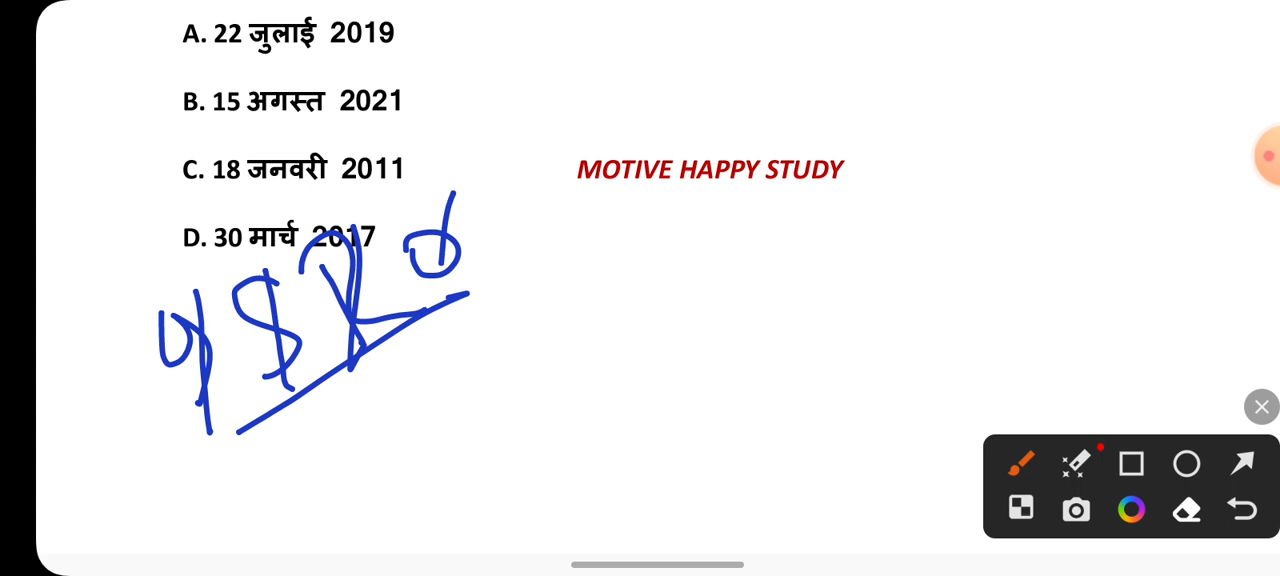 A. 22 जुलाई 2019
B. 15 अगस्त 2021
C. 18 जनवरी 2011
MOTIVE HAPPY STUDY
D. 30 मार्च 2017